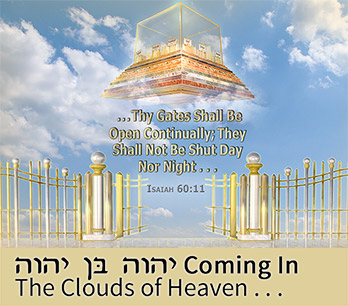 ...Thy Gates Shall Be
Open Continually; They
Shall Not Be Shut Day
Nor Night . . .
Isaiah 60:11
יהוה בן יהוה Coming In
The Clouds of Heaven . . .